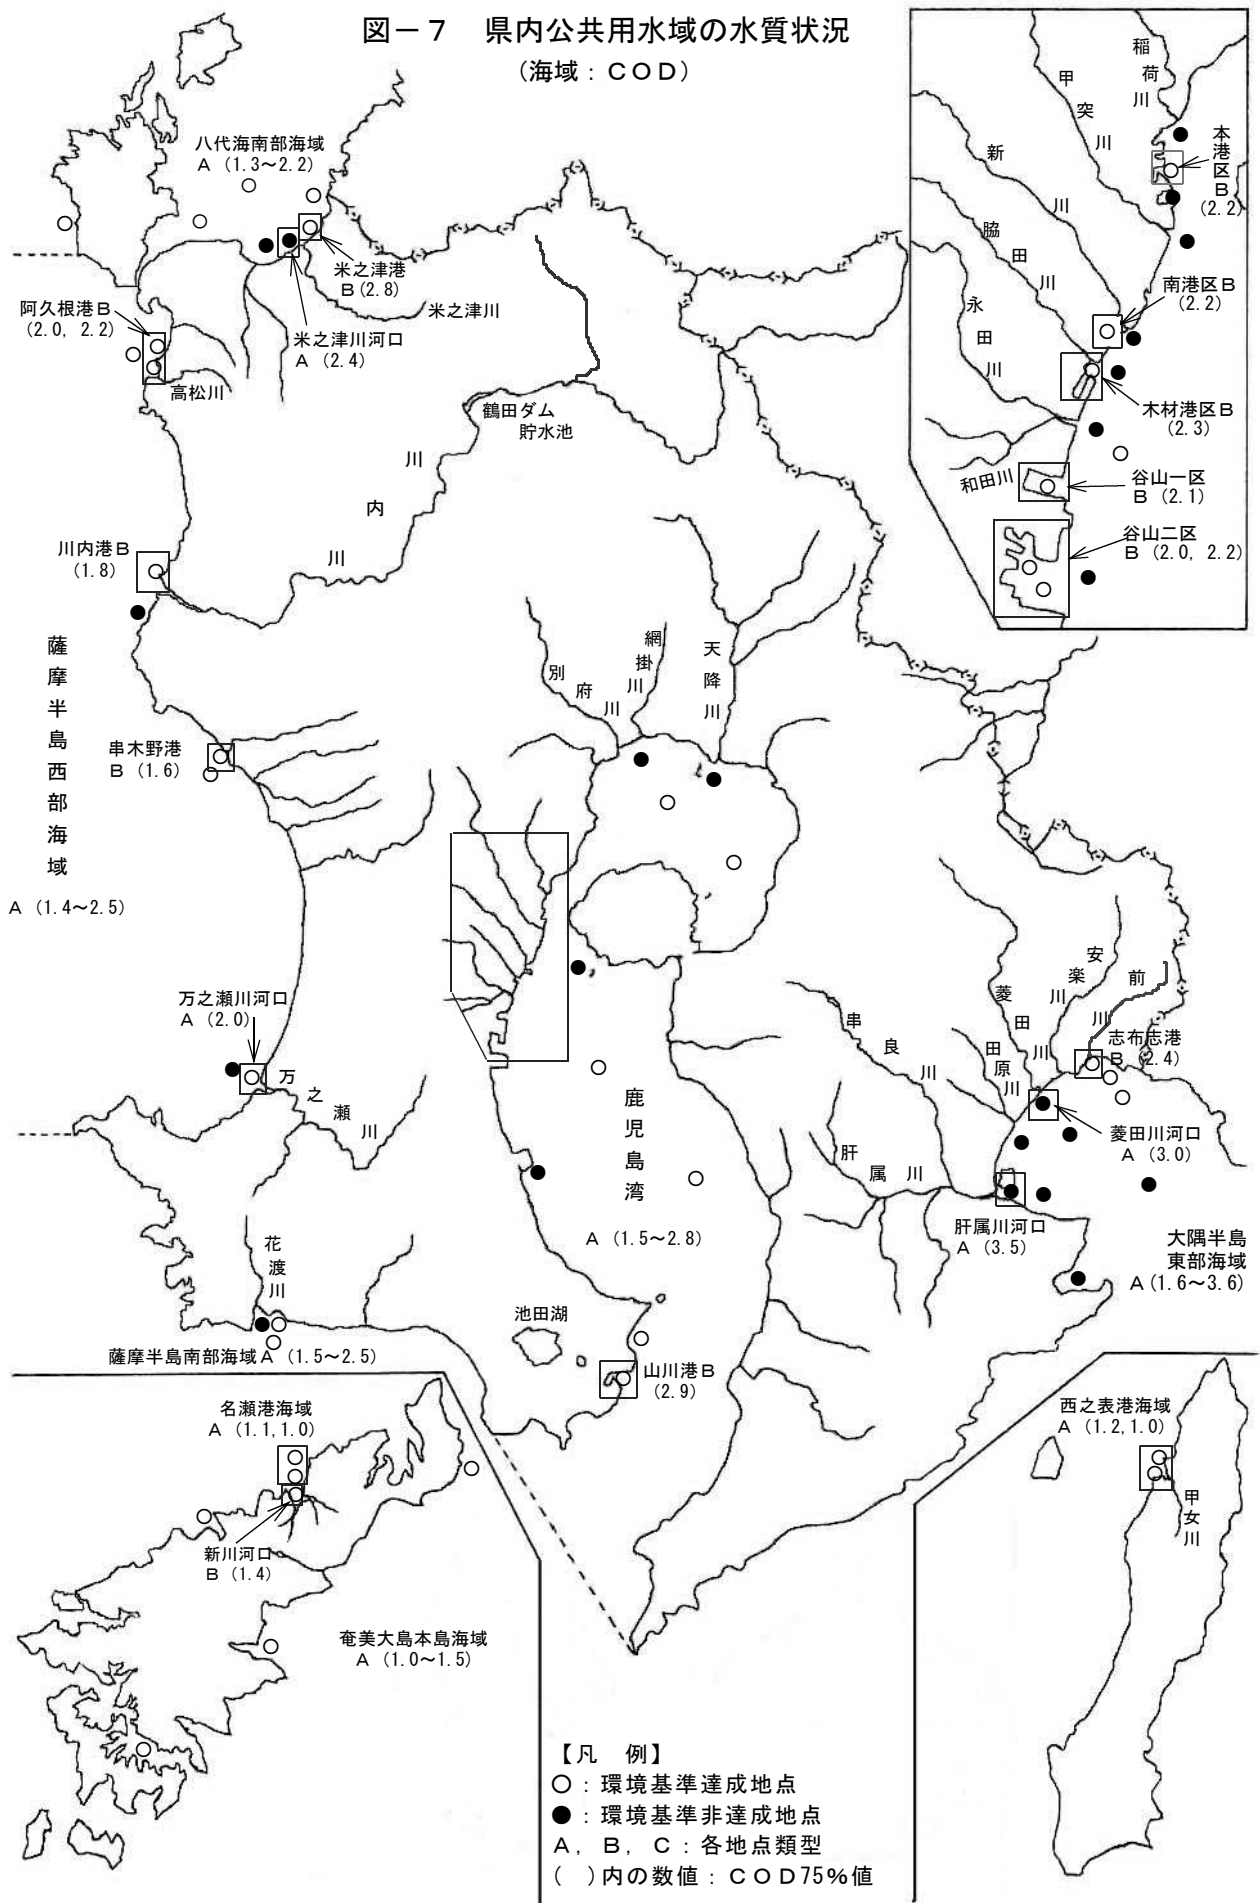 図－７　県内公共用水域の水質状況
（海域：ＣＯＤ）
八代海南部海域
A （1.3～2.2）
米之津港
B（2.8）
米之津川
米之津川河口
A （2.4）
阿久根港B
（2.0, 2.2）
高松川
鶴田ダム
貯水池
川内川
川内港B
（1.8）
薩摩半島西部海域
A （1.4～2.5）
串木野港
B （1.6）
別府川
網掛川
天降川
万之瀬川河口
A （2.0）
万之瀬川
花渡川
薩摩半島南部海域A （1.5～2.5）
鹿児島湾
A （1.5～2.8）
池田湖
山川港B
（2.9）
串良川
肝属川
田原川
菱田川
安楽川
前川
志布志港
B （2.4）
菱田川河口
A （3.0）
肝属川河口
A （3.5）
大隅半島
東部海域
A（1.6～3.6）
稲荷川
甲突川
新川
脇田川
永田川
和田川
本港区B
（2.2）
南港区B
（2.2）
木材港区B
（2.3）
谷山一区
B （2.1）
谷山二区
B （2.0, 2.2）
名瀬港海域
A （1.1,1.0）
新川河口
B （1.4）
奄美大島本島海域
A （1.0～1.5）
西之表港海域
A （1.2,1.0）
甲女川
【凡　例】
○：環境基準達成地点
●：環境基準非達成地点
A，B，C：各地点類型
（　）内の数値：ＣＯＤ75%値